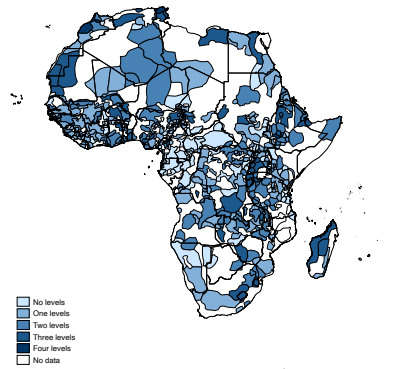 No levels
One levels
Two levels
Three levels
Four levels
No data